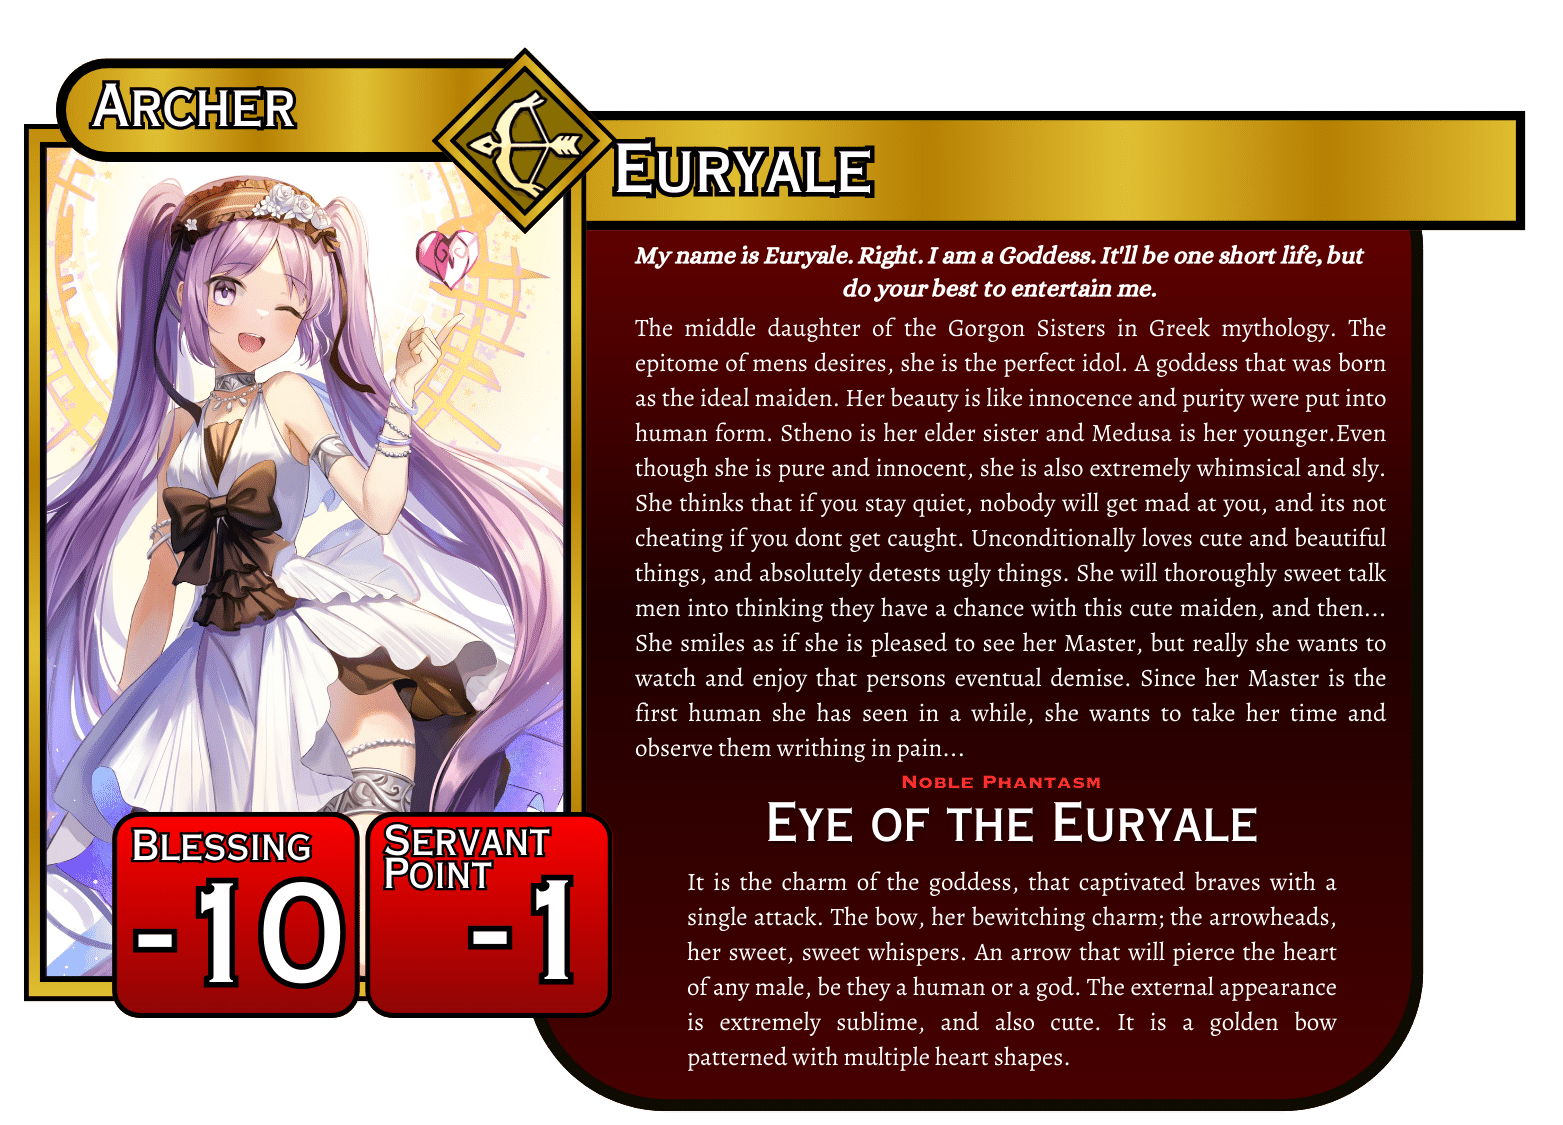 Archer
Euryale
My name is Euryale. Right. I am a Goddess. It'll be one short life, but
do your best to entertain me.
The middle daughter of the Gorgon Sisters in Greek mythology. The
epitome of mens desires, she is the perfect idol. A goddess that was born
as the ideal maiden. Her beauty is like innocence and purity were put into
human form. Stheno is her elder sister and Medusa is her younger.Even
though she is pure and innocent, she is also extremely whimsical and sly.
She thinks that if you stay quiet, nobody will get mad at you, and its not
cheating if you dont get caught. Unconditionally loves cute and beautiful
things, and absolutely detests ugly things. She will thoroughly sweet talk
men into thinking they have a chance with this cute maiden, and then...
She smiles as if she is pleased to see her Master, but really she wants to
watch and enjoy that persons eventual demise. Since her Master is the
first human she has seen in a while, she wants to take her time and
observe them writhing in pain...
Noble Phantasm
Eye of the Euryale
It is the charm of the goddess, that captivated braves with a
single attack. The bow, her bewitching charm; the arrowheads,
her sweet, sweet whispers. An arrow that will pierce the heart
of any male, be they a human or a god. The external appearance
is extremely sublime, and also cute. It is a golden bow
patterned with multiple heart shapes.
Blessing
-10
Servant
Point
-1